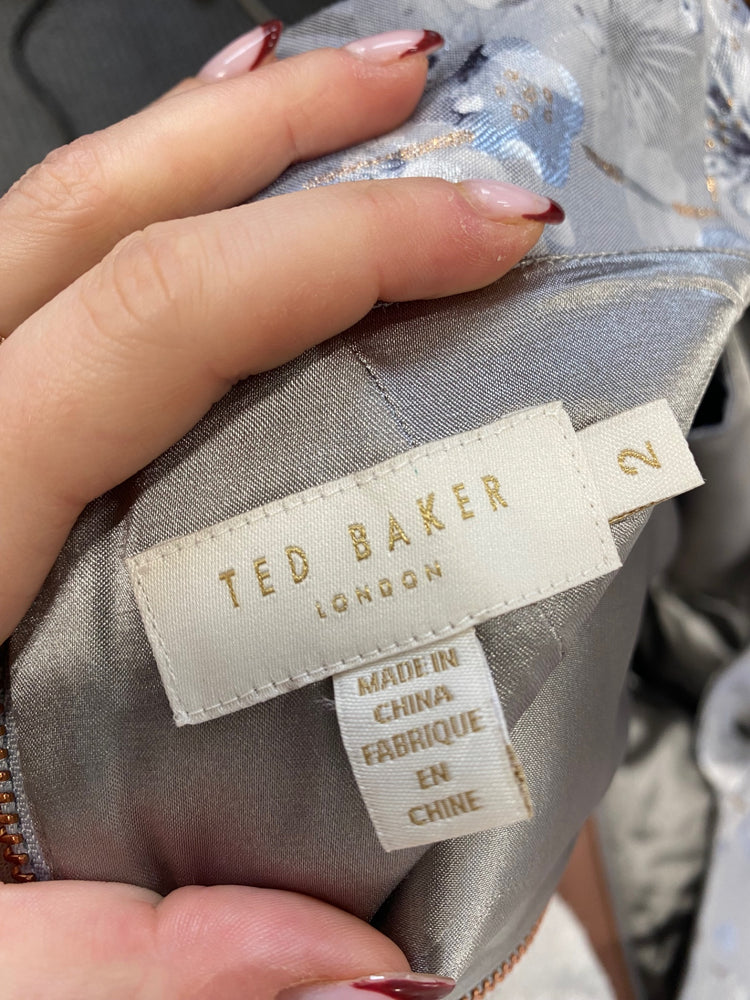 TED BAKER
LONDON
2
MADE IN
CHINA
FABRIQUE
EN
CHINE